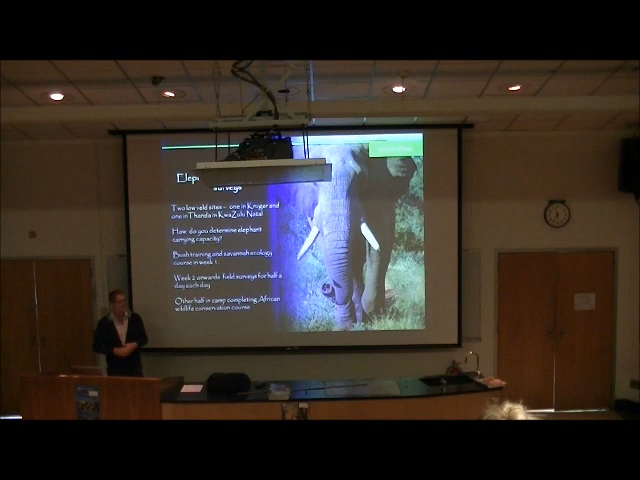 surveys
Two low veld sites – one in Kruger and
one in Thanda in KwaZulu Natal
How do you determine elephant
carrying capacity?
Bush training and savannah ecology
course in week 1.
Week 2 onwards field surveys for half a
day each day
Other half in camp completing African
wildlife conservation course